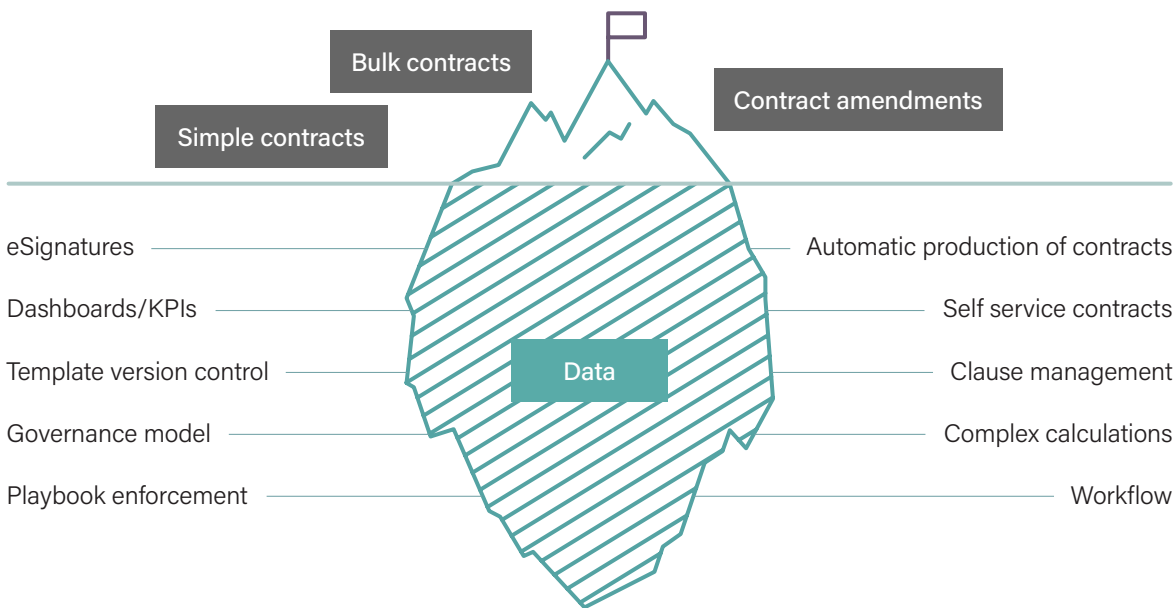 Bulk contracts
Contract amendments
Simple contracts
eSignatures
Automatic production of contracts
Dashboards/KPIs
Self service contracts
Template version control
Data
Clause management
Governance model
Complex calculations
Playbook enforcement
Workflow